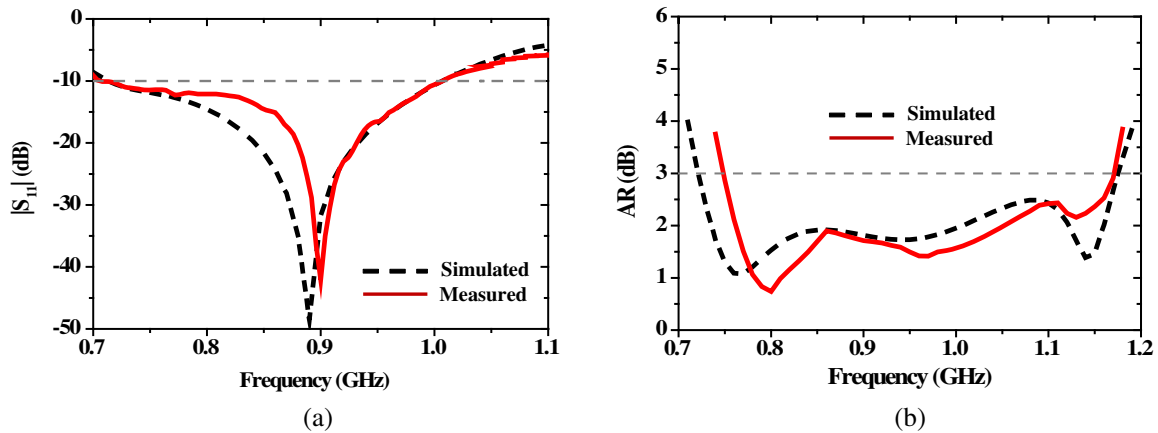 0
-10
-20
-30
-40
-50
|S11| (dB)
Simulated
Measured
0.7 0.8 0.9 1.0 1.1
Frequency (GHz)
(a)
6
5
4
3
2
1
0
AR (dB)
Simulated
Measured
0.7 0.8 0.9 1.0 1.1 1.2
Frequency (GHz)
(b)